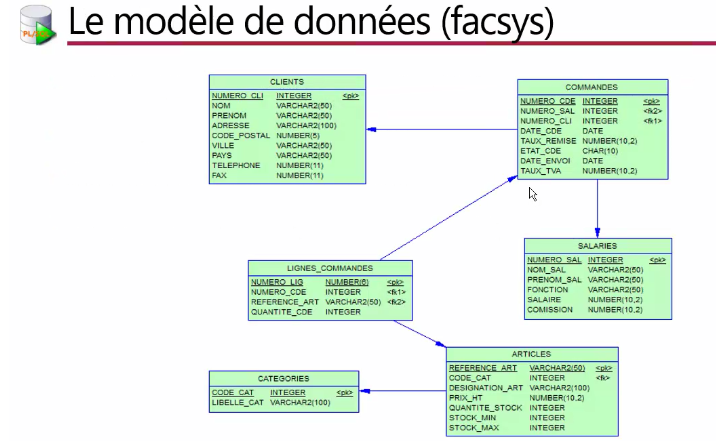 Le modèle de données (facsys)
CLIENTS
NUMERO_CLI INTEGER <pk>
NOM VARCHAR2(50)
PRENOM VARCHAR2(50)
ADRESSE VARCHAR2(100)
CODE_POSTAL NUMBER(5)
VILLE VARCHAR2(50)
PAYS VARCHAR2(50)
TELEPHONE NUMBER(11)
FAX NUMBER(11)
COMMANDES
NUMERO_CDE INTEGER <pk>
NUMERO_SAL INTEGER <fk2>
NUMERO_CLI INTEGER <fk1>
DATE_CDE DATE
TAUX_REMISE NUMBER(10,2)
ETAT_CDE CHAR(10)
DATE_ENVOI DATE
TAUX_TVA NUMBER(10,2)
SALARIES
NUMERO_SAL INTEGER <pk>
NOM_SAL VARCHAR2(50)
PRENOM_SAL VARCHAR2(50)
FONCTION VARCHAR2(50)
SALAIRE NUMBER(10,2)
COMISSION NUMBER(10,2)
LIGNES_COMMANDES
NUMERO_LIG NUMBER(6) <pk>
NUMERO_CDE INTEGER <fk1>
REFERENCE_ART VARCHAR2(50) <fk2>
QUANTITE_CDE INTEGER
ARTICLES
REFERENCE_ART VARCHAR2(50) <pk>
CODE_CAT INTEGER <fk>
DESIGNATION_ART VARCHAR2(100)
PRIX_HT NUMBER(10,2)
QUANTITE_STOCK INTEGER
STOCK_MIN INTEGER
STOCK_MAX INTEGER
CATEGORIES
CODE_CAT INTEGER <pk>
LIBELLE_CAT VARCHAR2(100)